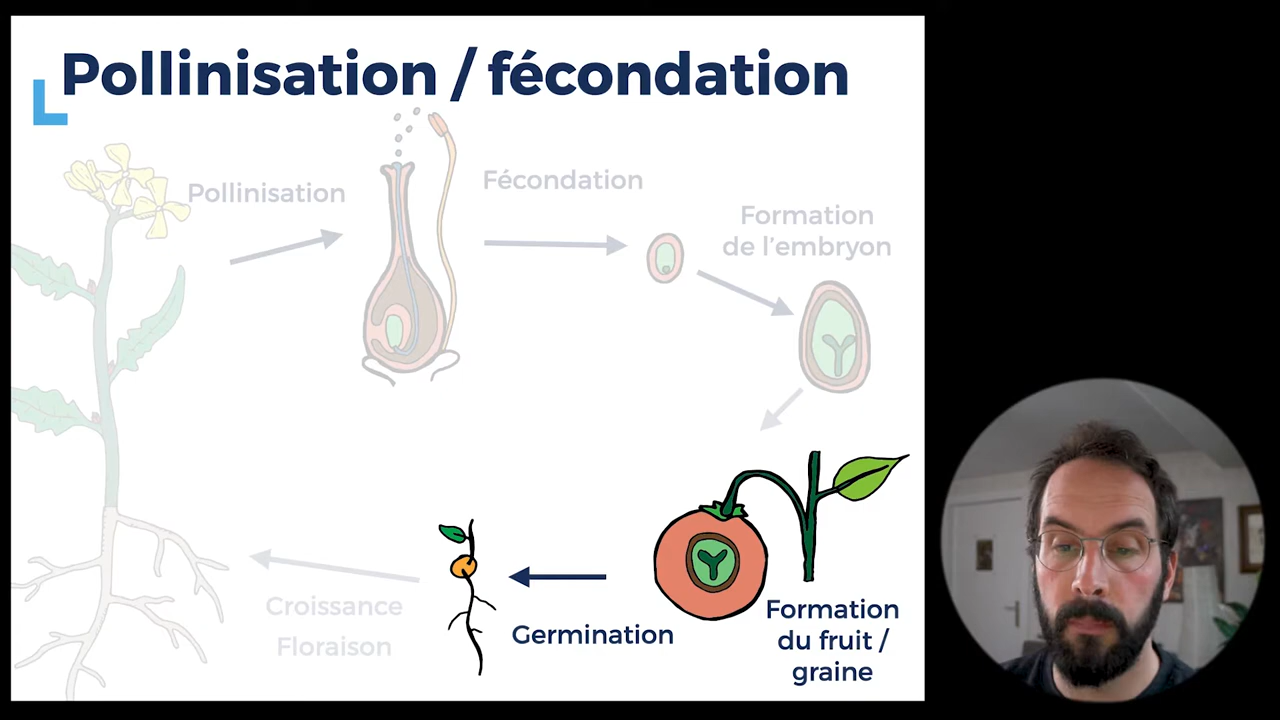 Pollinisation / fécondation
Pollinisation
Fécondation
Formation
de l'embryon
Formation
du fruit /
graine
Germination
Croissance
Floraison